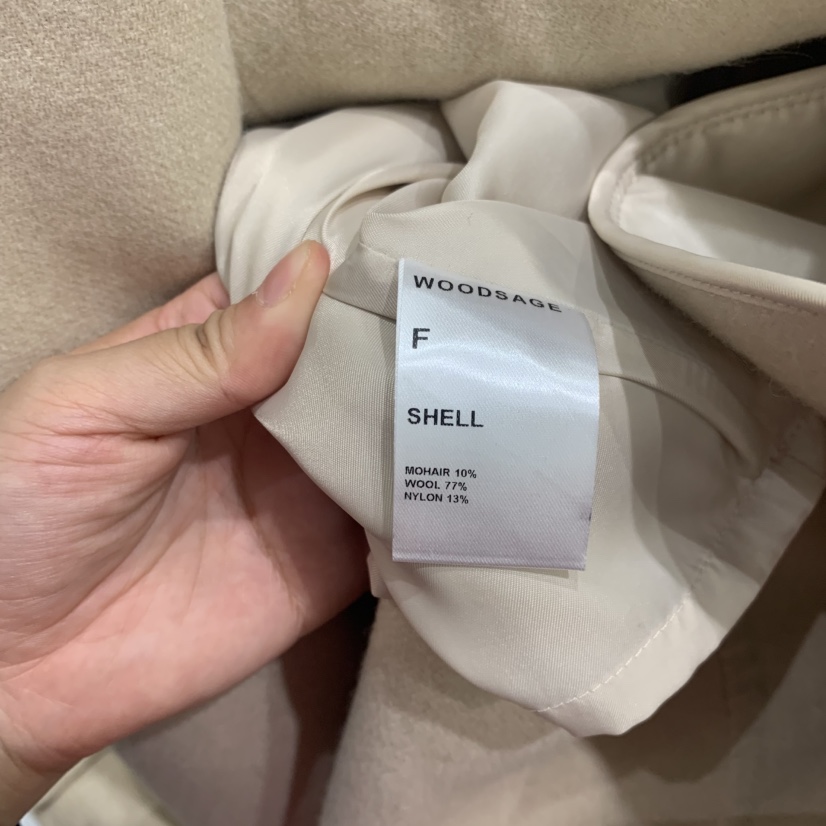 WOODSAGE
F
SHELL
MOHAIR 10%
WOOL 77%
NYLON 13%